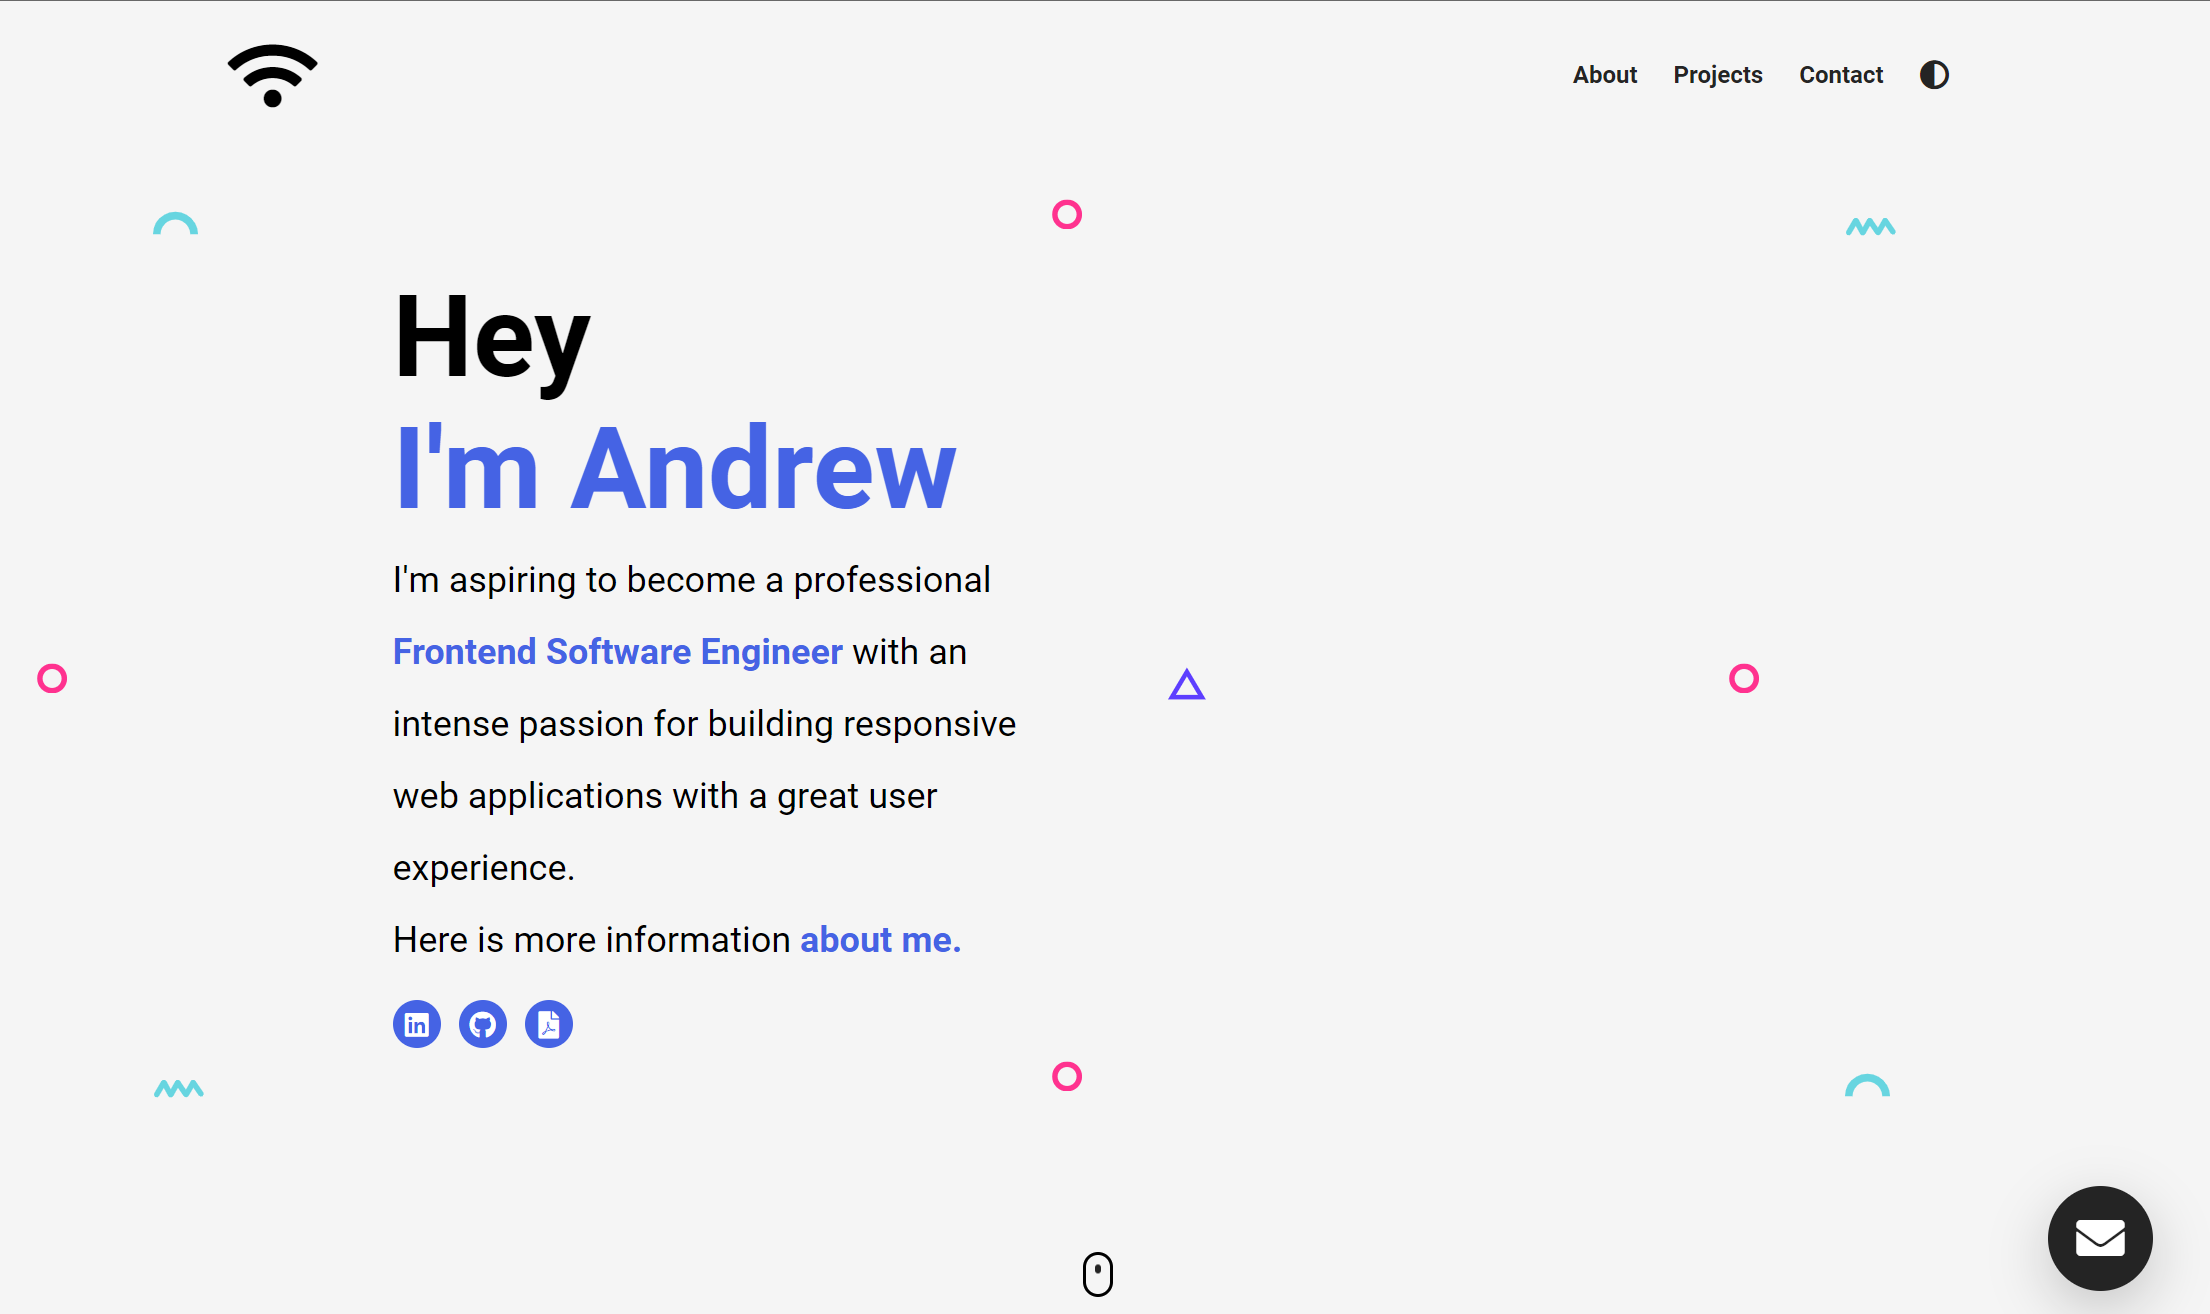 About Projects Contact
Hey
I'm Andrew
I'm aspiring to become a professional
Frontend Software Engineer with an
intense passion for building responsive
web applications with a great user
experience.
Here is more information about me.
in